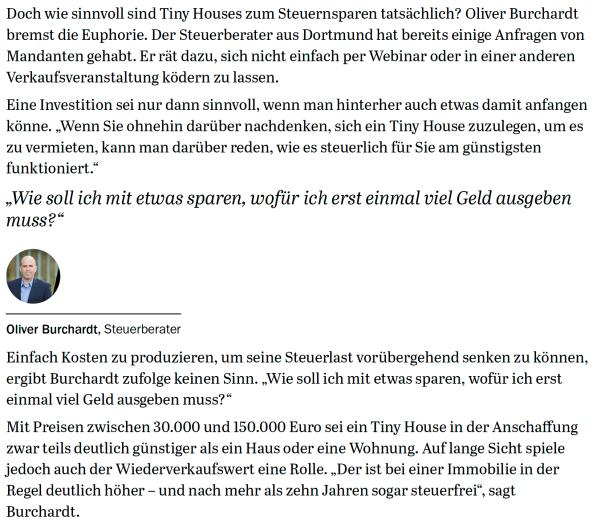 Doch wie sinnvoll sind Tiny Houses zum Steuernsparen tatsächlich? Oliver Burchardt
bremst die Euphorie. Der Steuerberater aus Dortmund hat bereits einige Anfragen von
Mandanten gehabt. Er rät dazu, sich nicht einfach per Webinar oder in einer anderen
Verkaufsveranstaltung ködern zu lassen.
Eine Investition sei nur dann sinnvoll, wenn man hinterher auch etwas damit anfangen
könne. „Wenn Sie ohnehin darüber nachdenken, sich ein Tiny House zuzulegen, um es
zu vermieten, kann man darüber reden, wie es steuerlich für Sie am günstigsten
funktioniert.“
„Wie soll ich mit etwas sparen, wofür ich erst einmal viel Geld ausgeben
muss?“
Oliver Burchardt, Steuerberater
Einfach Kosten zu produzieren, um seine Steuerlast vorübergehend senken zu können,
ergibt Burchardt zufolge keinen Sinn. „Wie soll ich mit etwas sparen, wofür ich erst
einmal viel Geld ausgeben muss?“
Mit Preisen zwischen 30.000 und 150.000 Euro sei ein Tiny House in der Anschaffung
zwar teils deutlich günstiger als ein Haus oder eine Wohnung. Auf lange Sicht spiele
jedoch auch der Wiederverkaufswert eine Rolle. „Der ist bei einer Immobilie in der
Regel deutlich höher – und nach mehr als zehn Jahren sogar steuerfrei“, sagt
Burchardt.